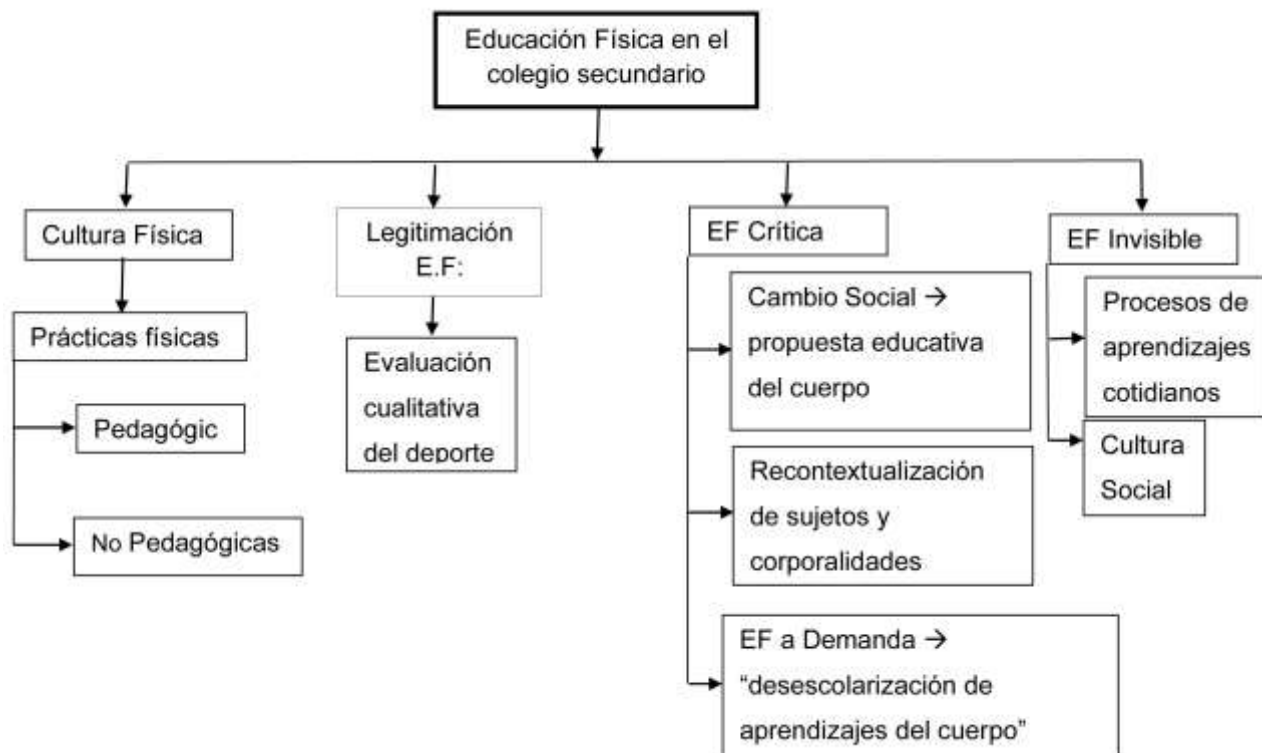 Educación Física en el
colegio secundario
Cultura Física
Prácticas físicas
Pedagógic
No Pedagógicas
Legitimación
E.F:
Evaluación
cualitativa
del deporte
EF Crítica
Cambio Social →
propuesta educativa
del cuerpo
Recontextualización
de sujetos y
corporalidades
EF a Demanda →
“desescolarización de
aprendizajes del cuerpo”
EF Invisible
Procesos de
aprendizajes
cotidianos
Cultura
Social